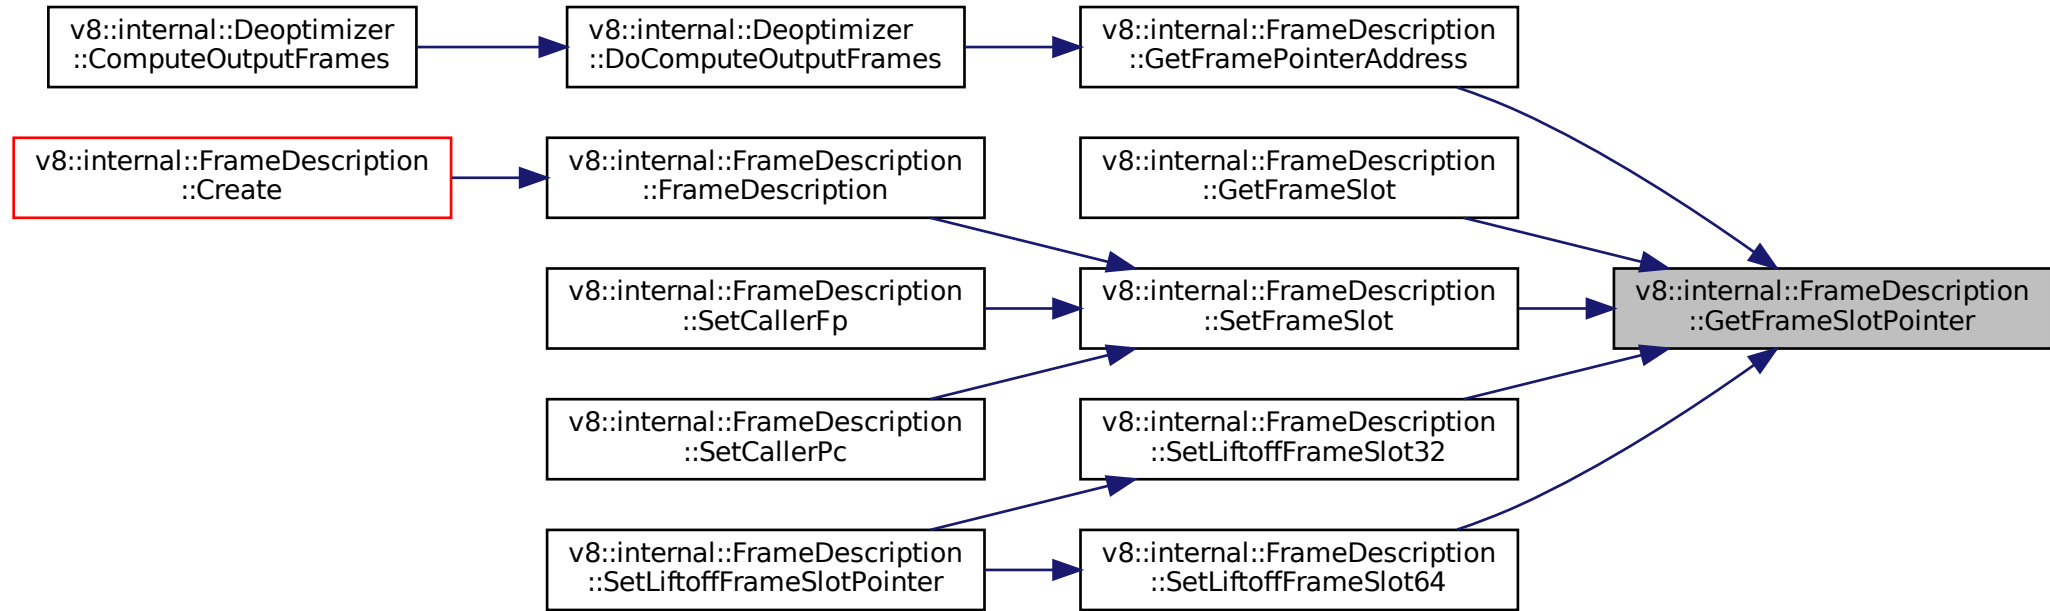 v8::internal::Deoptimizer
::ComputeOutputFrames
v8::internal::Deoptimizer
::DoComputeOutputFrames
v8::internal::FrameDescription
::GetFramePointerAddress
v8::internal::FrameDescription
::Create
v8::internal::FrameDescription
::FrameDescription
v8::internal::FrameDescription
::GetFrameSlot
v8::internal::FrameDescription
::SetCallerFp
v8::internal::FrameDescription
::SetFrameSlot
v8::internal::FrameDescription
::GetFrameSlotPointer
v8::internal::FrameDescription
::SetCallerPc
v8::internal::FrameDescription
::SetLiftoffFrameSlot32
v8::internal::FrameDescription
::SetLiftoffFrameSlotPointer
v8::internal::FrameDescription
::SetLiftoffFrameSlot64